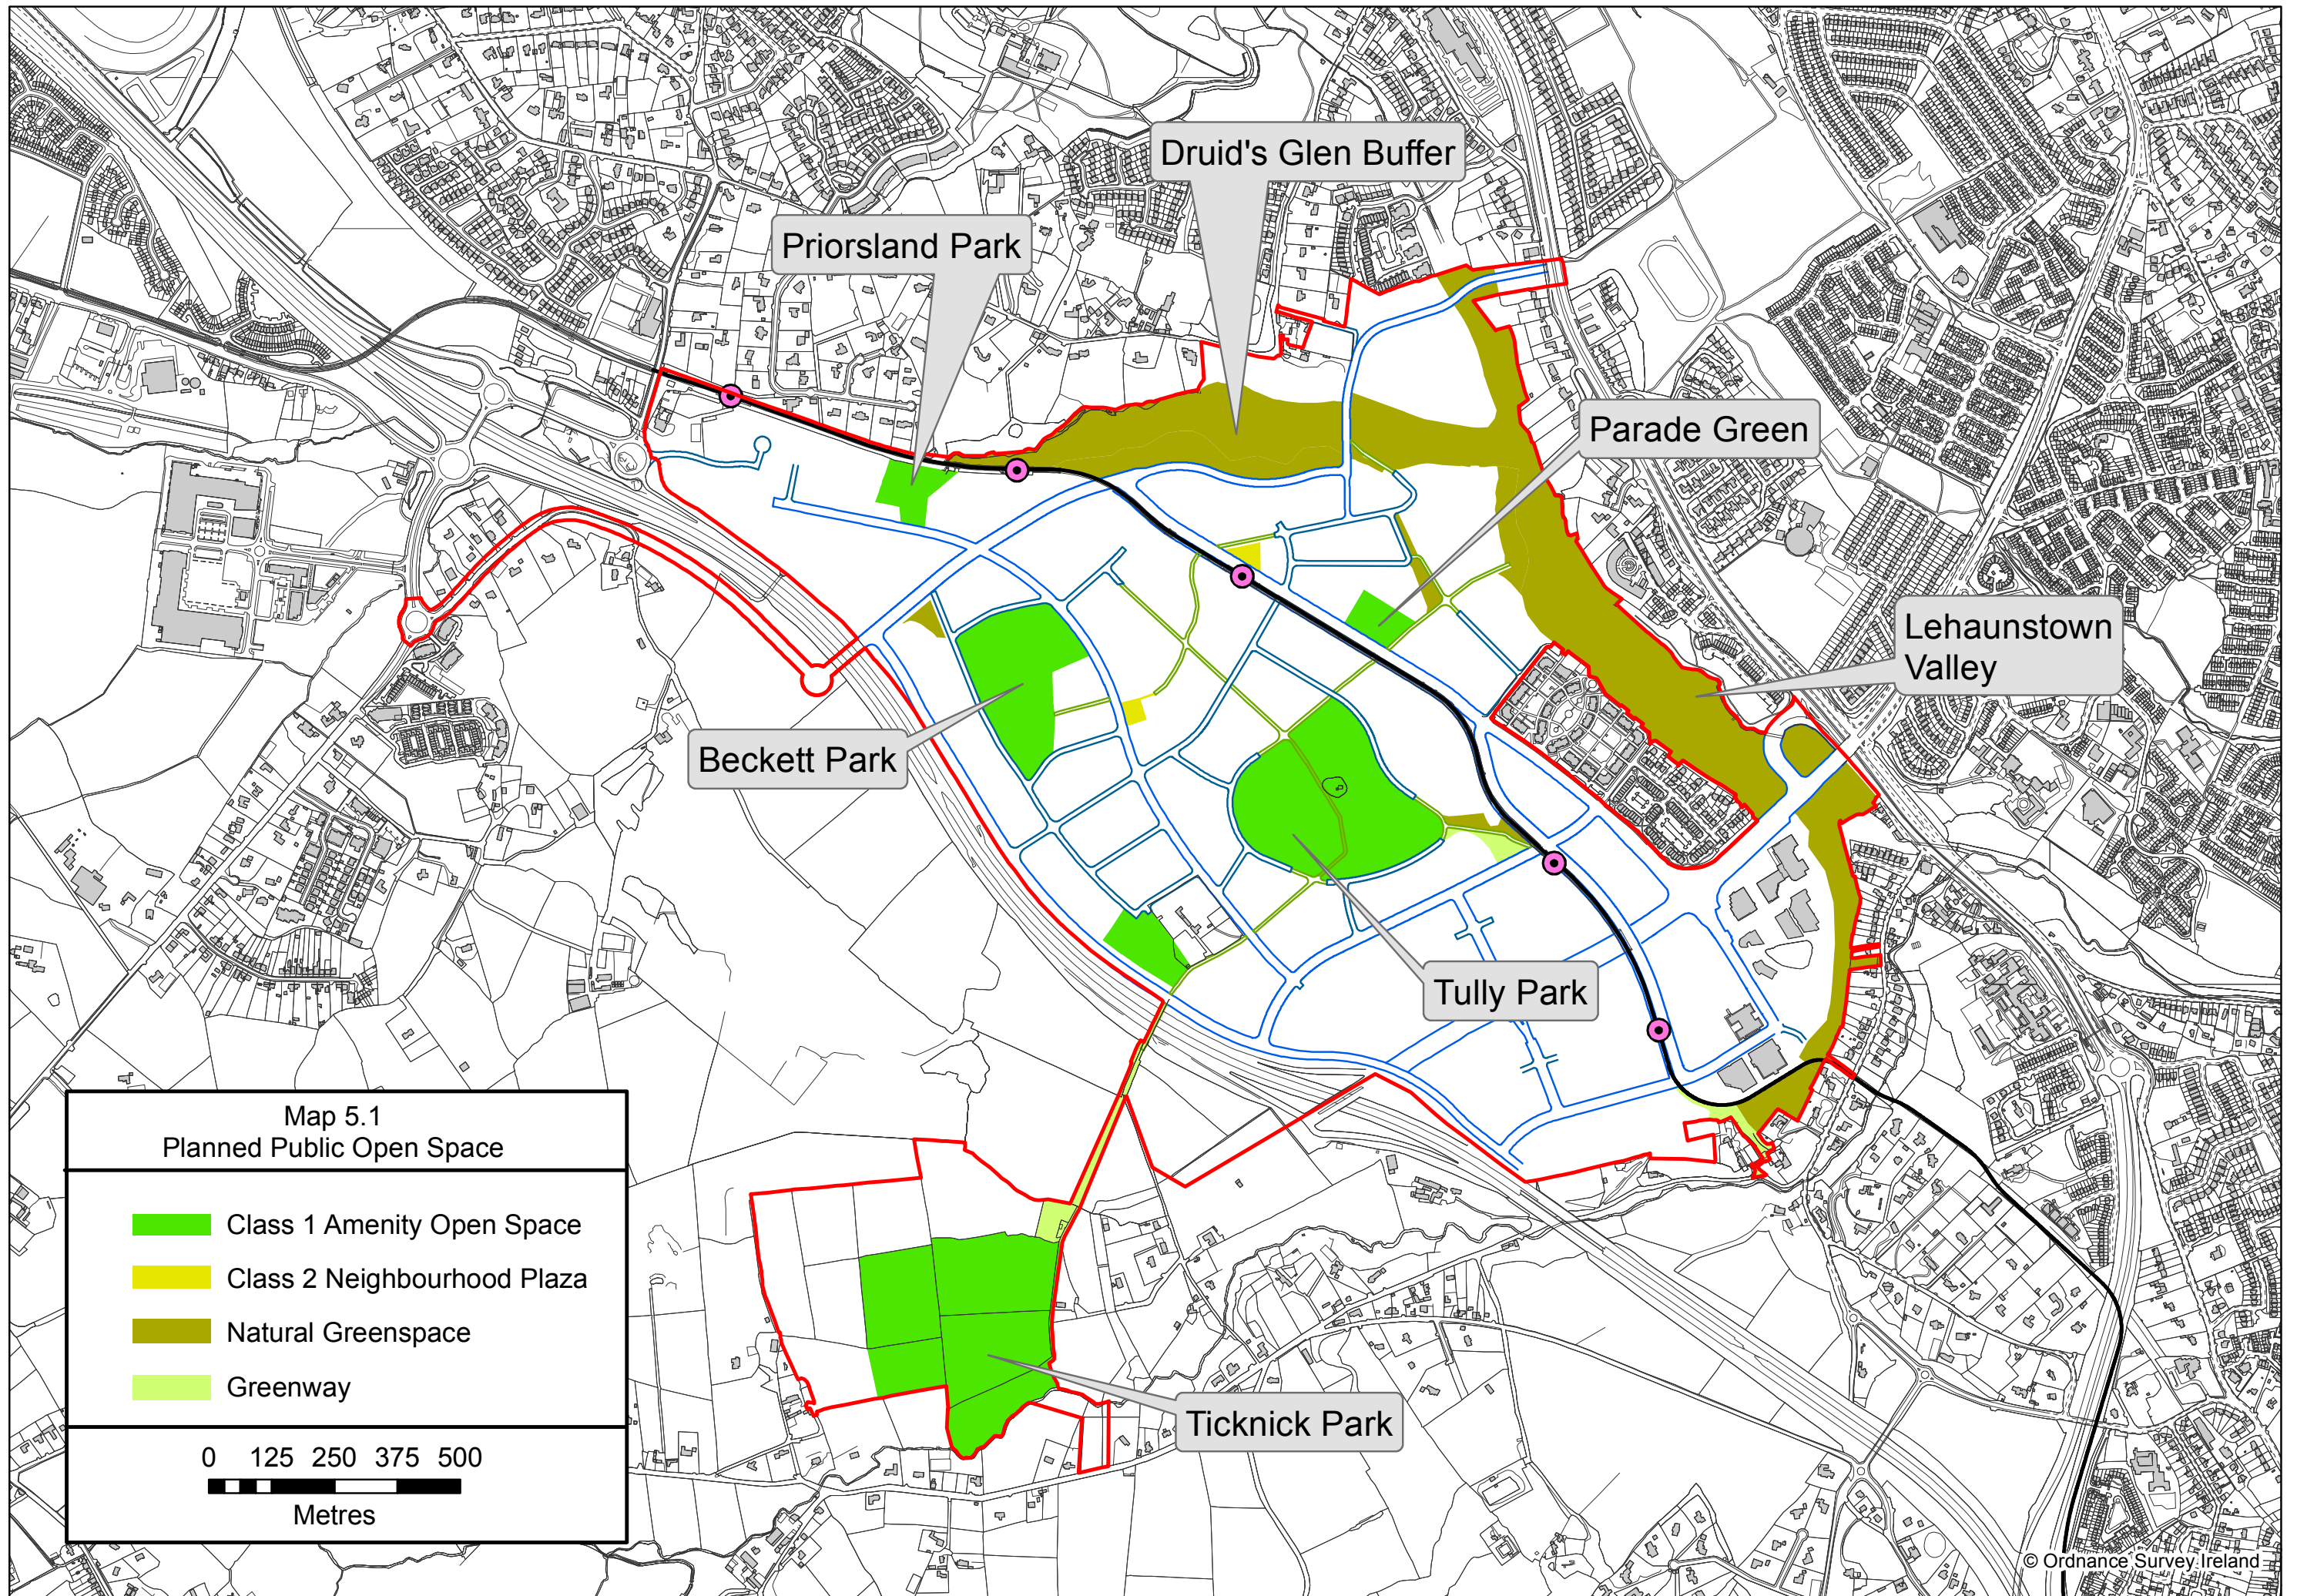 Druid's Glen Buffer
Priorsland Park
Parade Green
Lehaunstown
Valley
Beckett Park
Tully Park
Ticknick Park
Map 5.1
Planned Public Open Space
Class 1 Amenity Open Space
Class 2 Neighbourhood Plaza
Natural Greenspace
Greenway
0 125 250 375 500
Metres
© Ordnance Survey Ireland